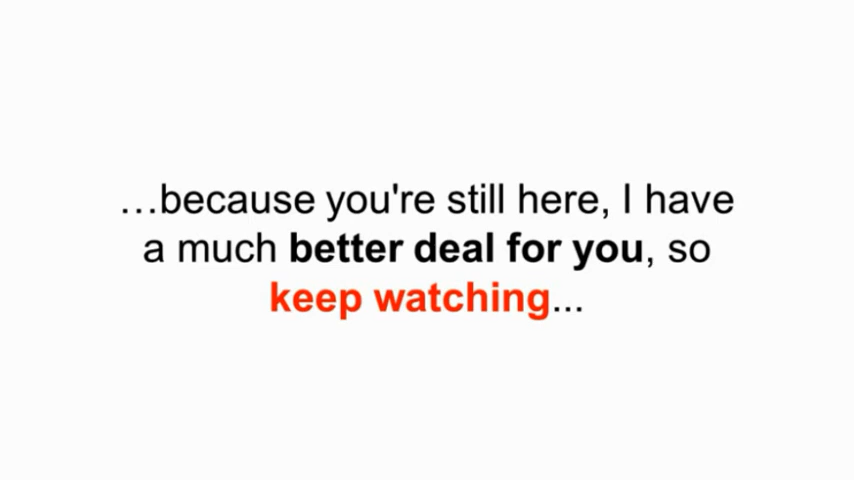 …because you're still here, I have
a much better deal for you, so
keep watching...